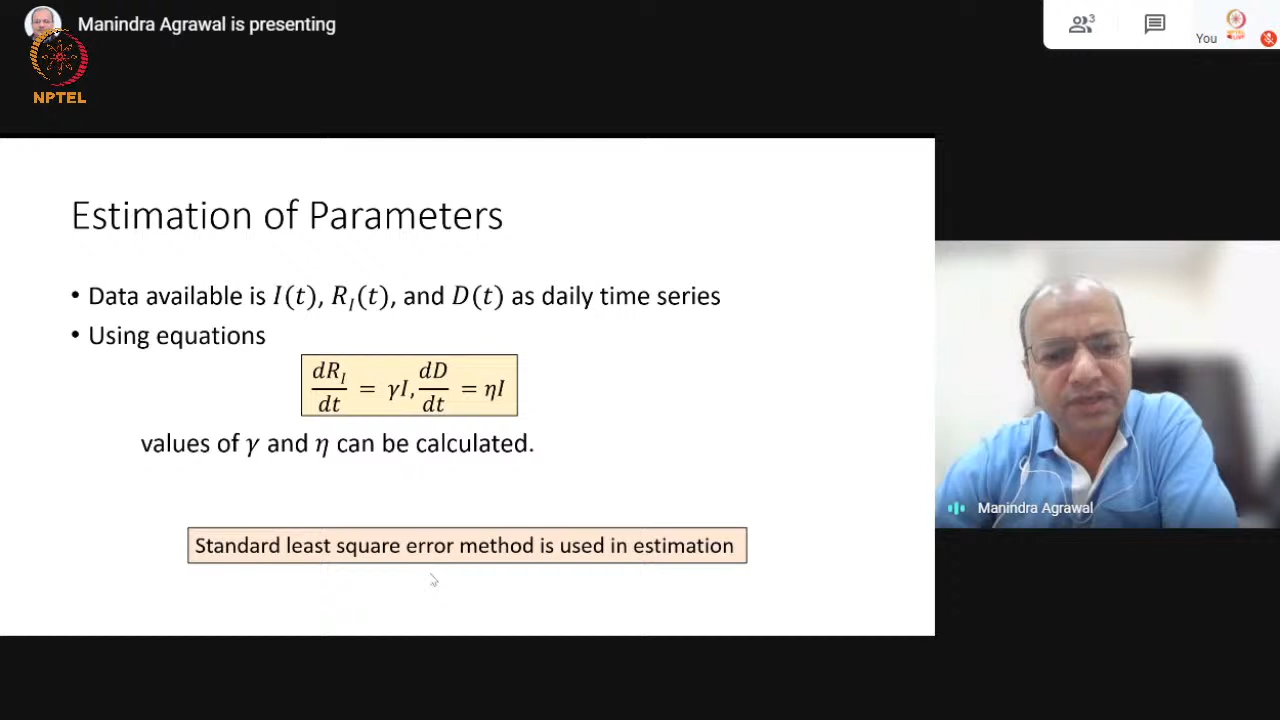 Manindra Agrawal is presenting
3
You
NPTEL
Estimation of Parameters
• Data available is I(t), R_I(t), and D(t) as daily time series
• Using equations
dR_I/dt = γI, dD/dt = ηI
values of γ and η can be calculated.
Standard least square error method is used in estimation
Manindra Agrawal